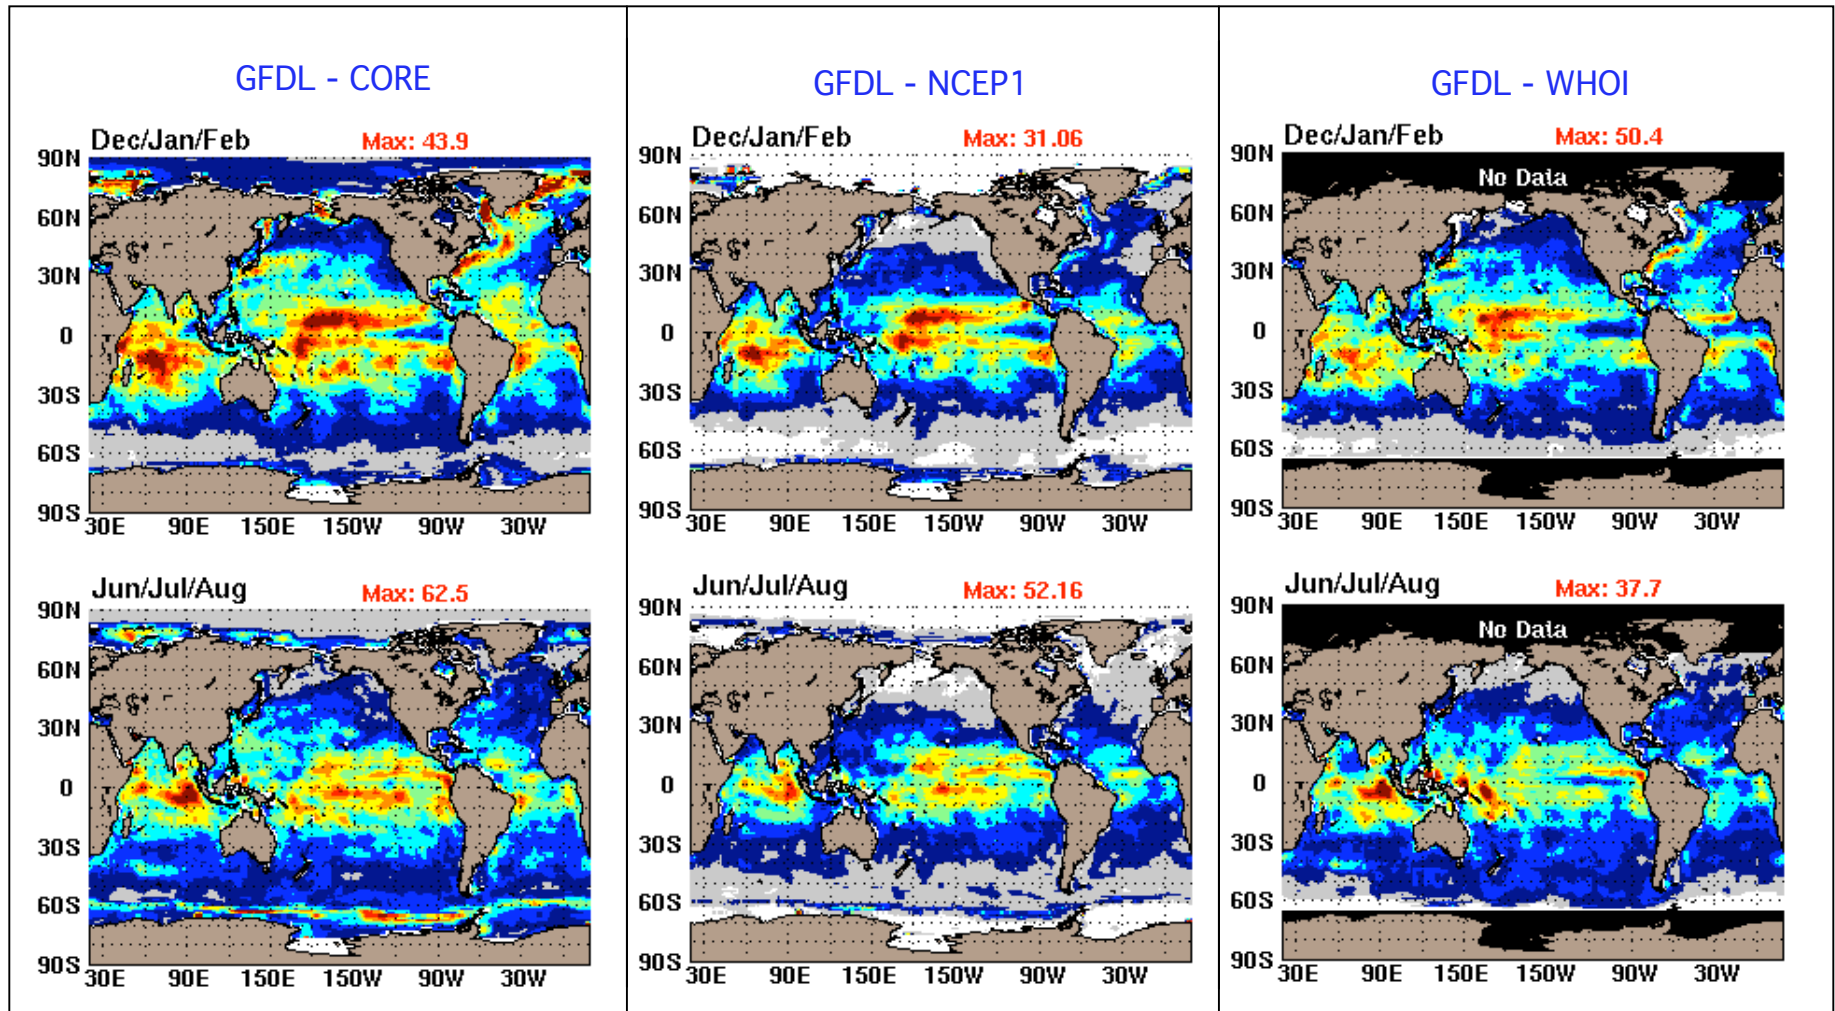 GFDL - CORE
Dec/Jan/Feb Max: 43.9
90N
60N
30N
0
30S
60S
90S
30E 90E 150E 150W 90W 30W
Jun/Jul/Aug Max: 62.5
90N
60N
30N
0
30S
60S
90S
30E 90E 150E 150W 90W 30W
GFDL - NCEP1
Dec/Jan/Feb Max: 31.06
90N
60N
30N
0
30S
60S
90S
30E 90E 150E 150W 90W 30W
Jun/Jul/Aug Max: 52.16
90N
60N
30N
0
30S
60S
90S
30E 90E 150E 150W 90W 30W
GFDL - WHOI
Dec/Jan/Feb Max: 50.4
90N
No Data
60N
30N
0
30S
60S
90S
30E 90E 150E 150W 90W 30W
Jun/Jul/Aug Max: 37.7
90N
No Data
60N
30N
0
30S
60S
90S
30E 90E 150E 150W 90W 30W